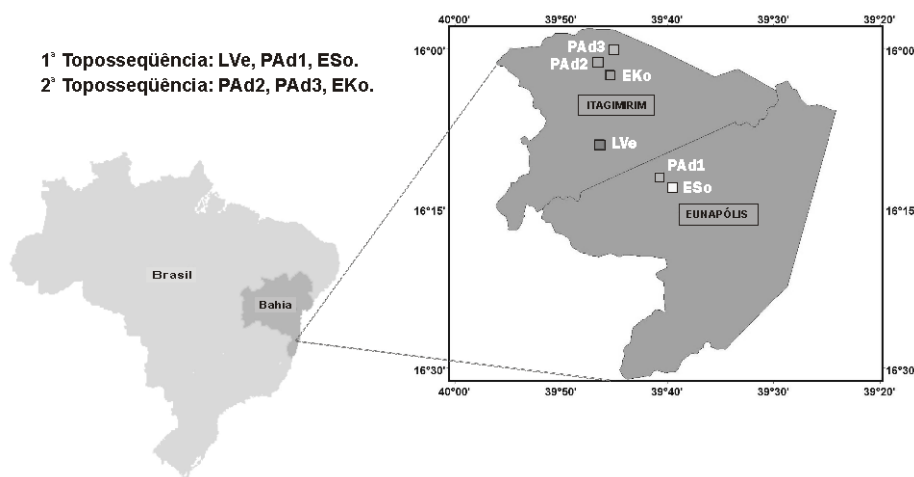 1ª Toposseqüência: LVe, PAd1, ESo.
2ª Toposseqüência: PAd2, PAd3, EKo.
Brasil
Bahia
40°00' 39°50' 39°40' 39°30' 39°20'
16°00' 16°00'
PAd3
PAd2
EKo
ITAGIMIRIM
LVe
PAd1
ESo
16°15' 16°15'
EUNAPÓLIS
16°30' 16°30'
40°00' 39°50' 39°40' 39°30' 39°20'